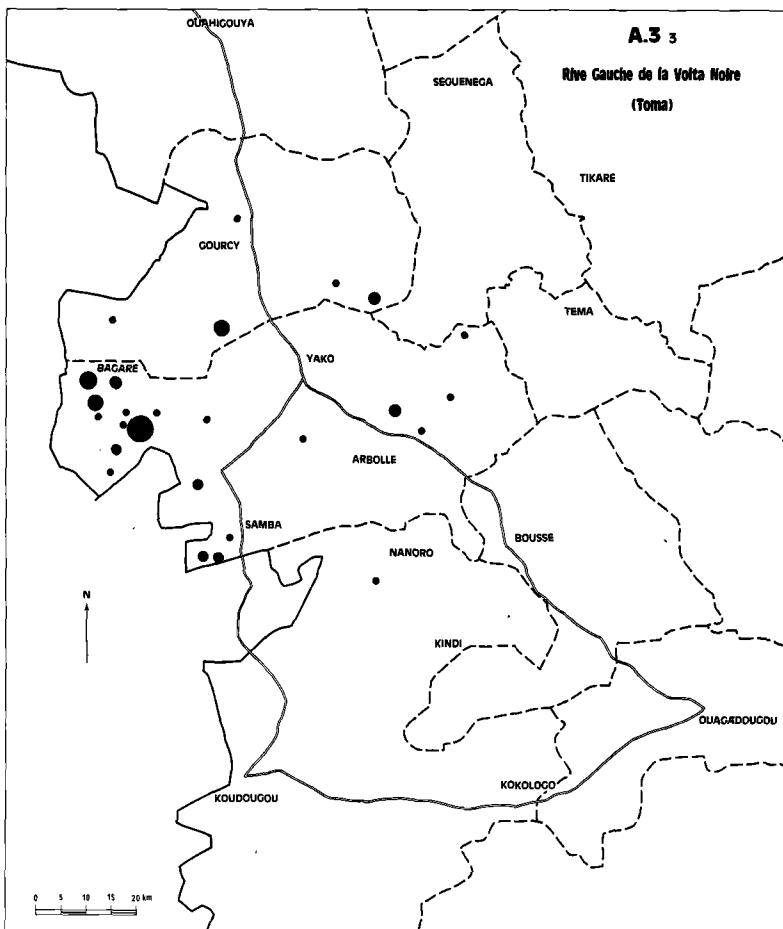 OUAHIGOUYA
A.3 3
Rive Gauche de la Volta Noire
(Toma)
SEGUENEGA
TIKARE
GOURCY
TEMA
YAKO
BAGARE
ARBOLLE
SAMBA
BOUSSE
NANORO
N
KINDI
OUAGADOUGOU
KOKOLOGO
KOUDOUGOU
0 5 10 15 20 km